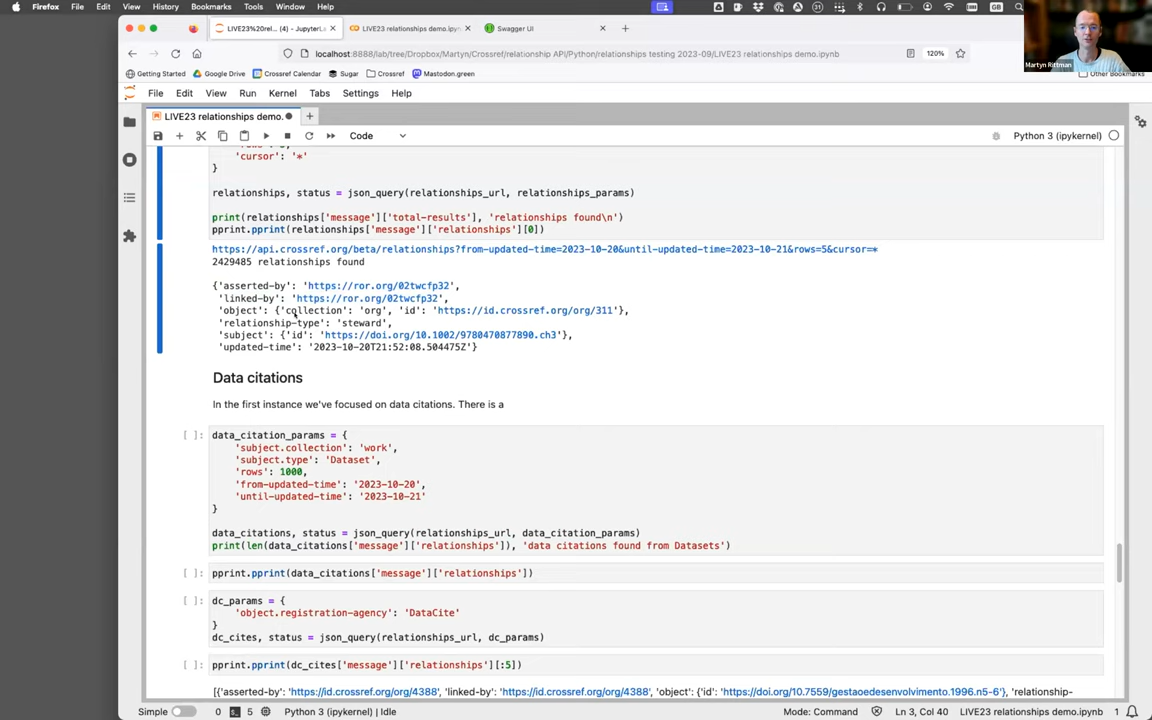 Firefox File Edit View History Bookmarks Tools Window Help
LIVE23%20rel... (4) - JupyterLa
LIVE23 relationships demo.ipyn
Swagger UI
localhost:8888/lab/tree/Dropbox/Martyn/Crossref/relationship API/Python/relationships testing 2023-09/LIVE23 relationships demo.ipynb
120%
Getting Started Google Drive Crossref Calendar Sugar Crossref Mastodon.green
Other Bookmarks
Martyn Rittman
File Edit View Run Kernel Tabs Settings Help
LIVE23 relationships demo.
Code
Python 3 (ipykernel)
'cursor': '*'
}
relationships, status = json_query(relationships_url, relationships_params)
print(relationships['message']['total-results'], 'relationships found\n')
pprint.pprint(relationships['message']['relationships'][0])
https://api.crossref.org/beta/relationships?from-updated-time=2023-10-20&until-updated-time=2023-10-21&rows=5&cursor=*
2429485 relationships found
{'asserted-by': 'https://ror.org/02twcfp32',
'linked-by': 'https://ror.org/02twcfp32',
'object': {'collection': 'org', 'id': 'https://id.crossref.org/org/311'},
'relationship-type': 'steward',
'subject': {'id': 'https://doi.org/10.1002/9780470877890.ch3'},
'updated-time': '2023-10-20T21:52:08.504475Z'}
Data citations
In the first instance we've focused on data citations. There is a
[ ]: data_citation_params = {
'subject.collection': 'work',
'subject.type': 'Dataset',
'rows': 1000,
'from-updated-time': '2023-10-20',
'until-updated-time': '2023-10-21'
}
data_citations, status = json_query(relationships_url, data_citation_params)
print(len(data_citations['message']['relationships']), 'data citations found from Datasets')
[ ]: pprint.pprint(data_citations['message']['relationships'])
[ ]: dc_params = {
'object.registration-agency': 'DataCite'
}
dc_cites, status = json_query(relationships_url, dc_params)
[ ]: pprint.pprint(dc_cites['message']['relationships'][:5])
[{'asserted-by': 'https://id.crossref.org/org/4388', 'linked-by': 'https://id.crossref.org/org/4388', 'object': {'id': 'https://doi.org/10.7559/gestaoedesenvolvimento.1996.n5-6'}, 'relationship-
Simple 0 5 Python 3 (ipykernel) | Idle
Mode: Command Ln 3, Col 40 LIVE23 relationships demo.ipynb 1